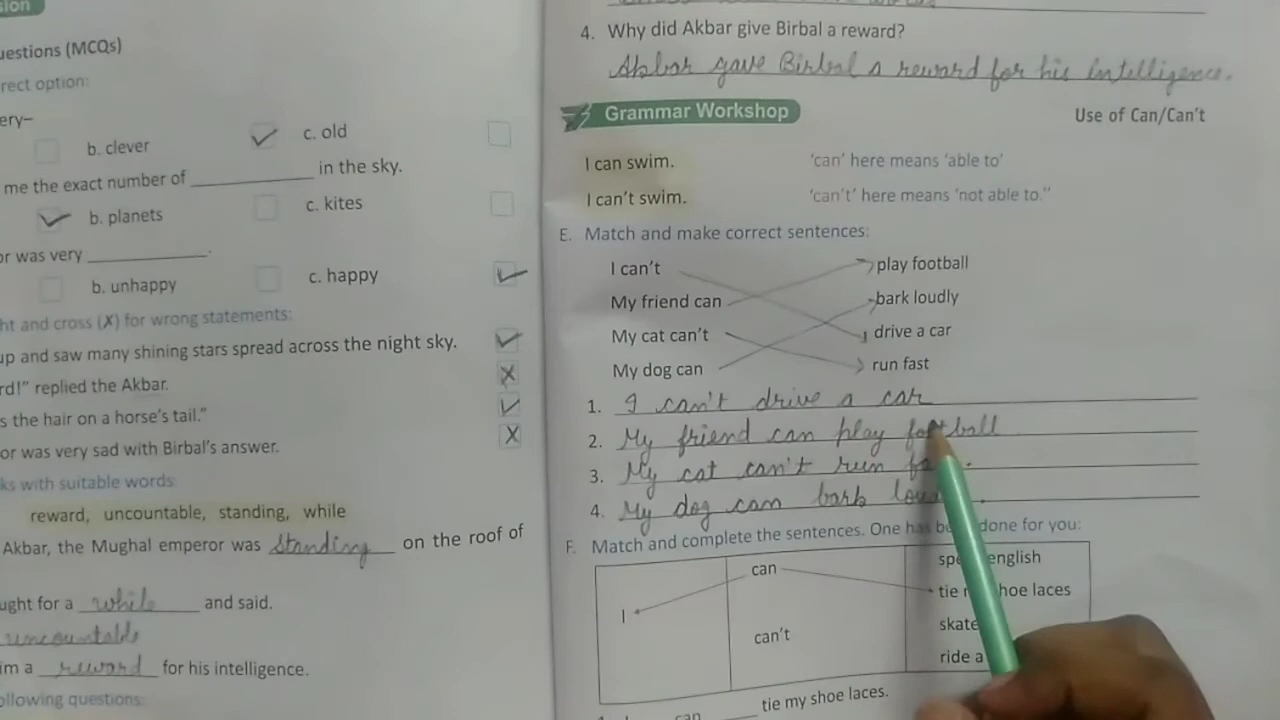 sion
uestions (MCQs)
rect option:
ery–
b. clever
c. old
me the exact number of __________ in the sky.
b. planets
c. kites
or was very __________.
b. unhappy
c. happy
ht and cross (X) for wrong statements:
up and saw many shining stars spread across the night sky.
rd!" replied the Akbar.
s the hair on a horse's tail."
or was very sad with Birbal's answer.
ks with suitable words:
reward, uncountable, standing, while
Akbar, the Mughal emperor was standing on the roof of
ught for a while and said.
uncountable
im a reward for his intelligence.
ollowing questions:
4. Why did Akbar give Birbal a reward?
Akbar gave Birbal a reward for his intelligence.
Grammar Workshop
Use of Can/Can't
I can swim. 'can' here means 'able to'
I can't swim. 'can't' here means 'not able to.''
E. Match and make correct sentences:
I can't play football
My friend can bark loudly
My cat can't drive a car
My dog can run fast
1. I can't drive a car
2. My friend can play football
3. My cat can't run
4. My dog can bark
F. Match and complete the sentences. One has been done for you:
I
can
can't
english
tie shoe laces
skate
ride a
can tie my shoe laces.